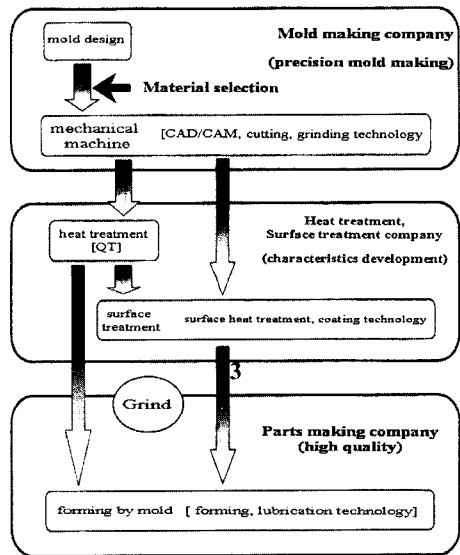 mold design
Mold making company
(precision mold making)
Material selection
mechanical
machine
[CAD/CAM, cutting, grinding technology
Heat treatment,
Surface treatment company
(characteristics development)
heat treatment
[QT]
surface
treatment
surface heat treatment, coating technology
3
Grind
Parts making company
(high quality)
forming by mold [ forming, lubrication technology]